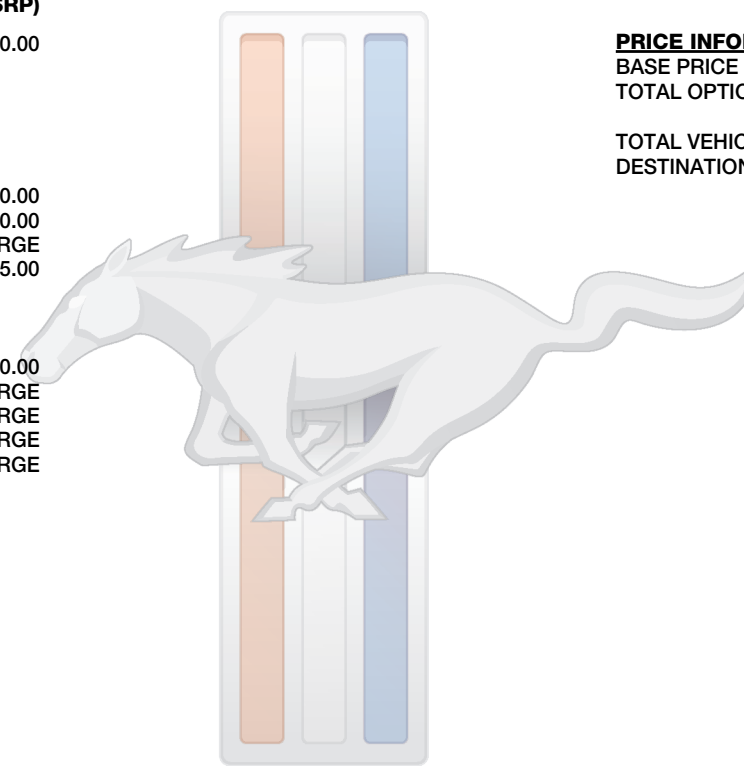 SRP)
0.00
0.00
0.00
RGE
5.00
0.00
RGE
RGE
RGE
RGE
PRICE INFO
BASE PRICE
TOTAL OPTIO
TOTAL VEHIC
DESTINATION